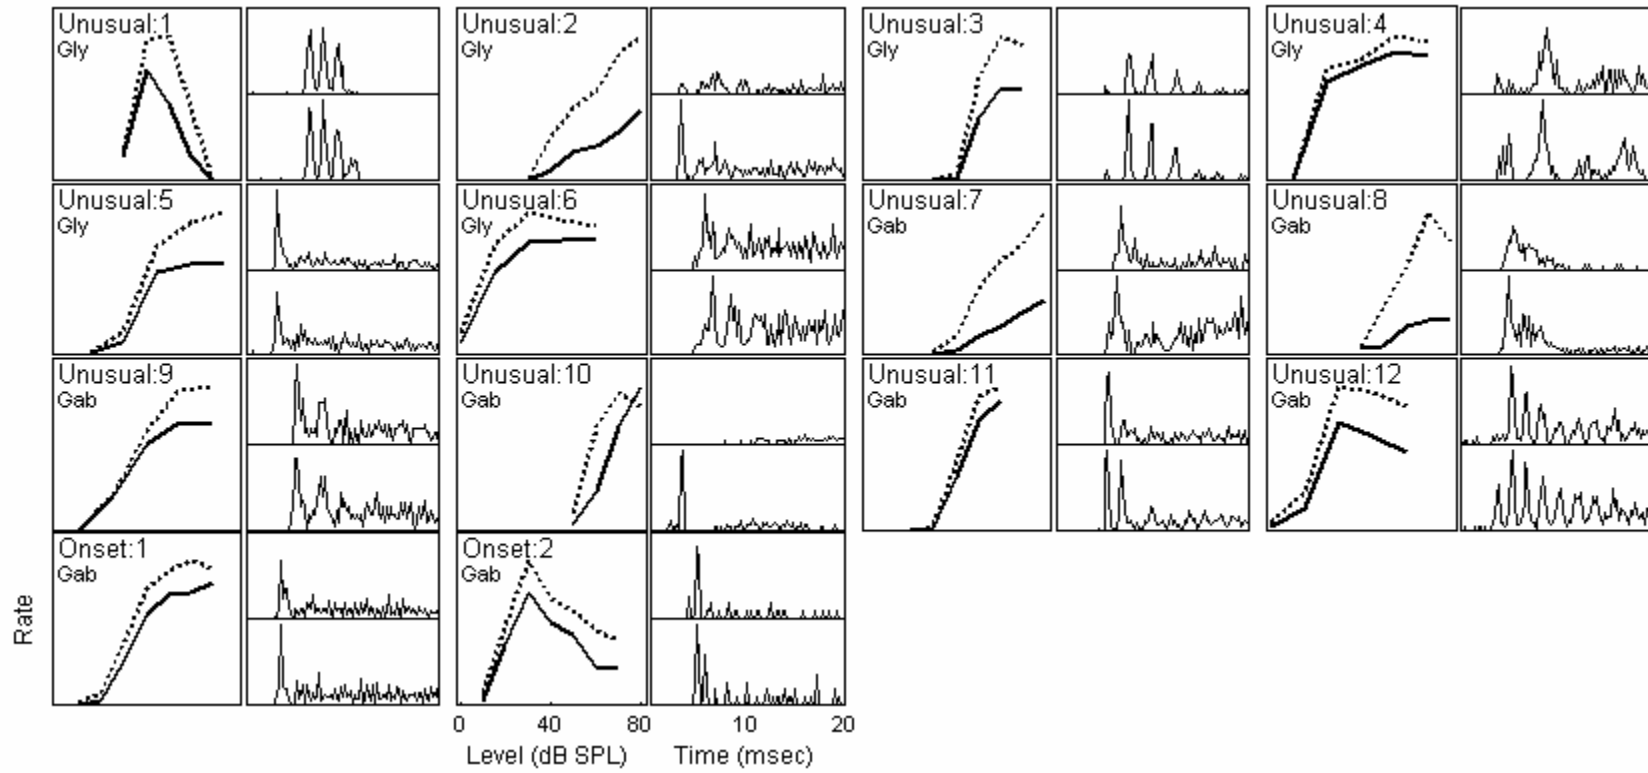 Unusual:1
Gly
Unusual:2
Gly
Unusual:3
Gly
Unusual:4
Gly
Unusual:5
Gly
Unusual:6
Gly
Unusual:7
Gab
Unusual:8
Gab
Unusual:9
Gab
Unusual:10
Gab
Unusual:11
Gab
Unusual:12
Gab
Onset:1
Gab
Onset:2
Gab
Rate
0 40 80 10 20
Level (dB SPL) Time (msec)